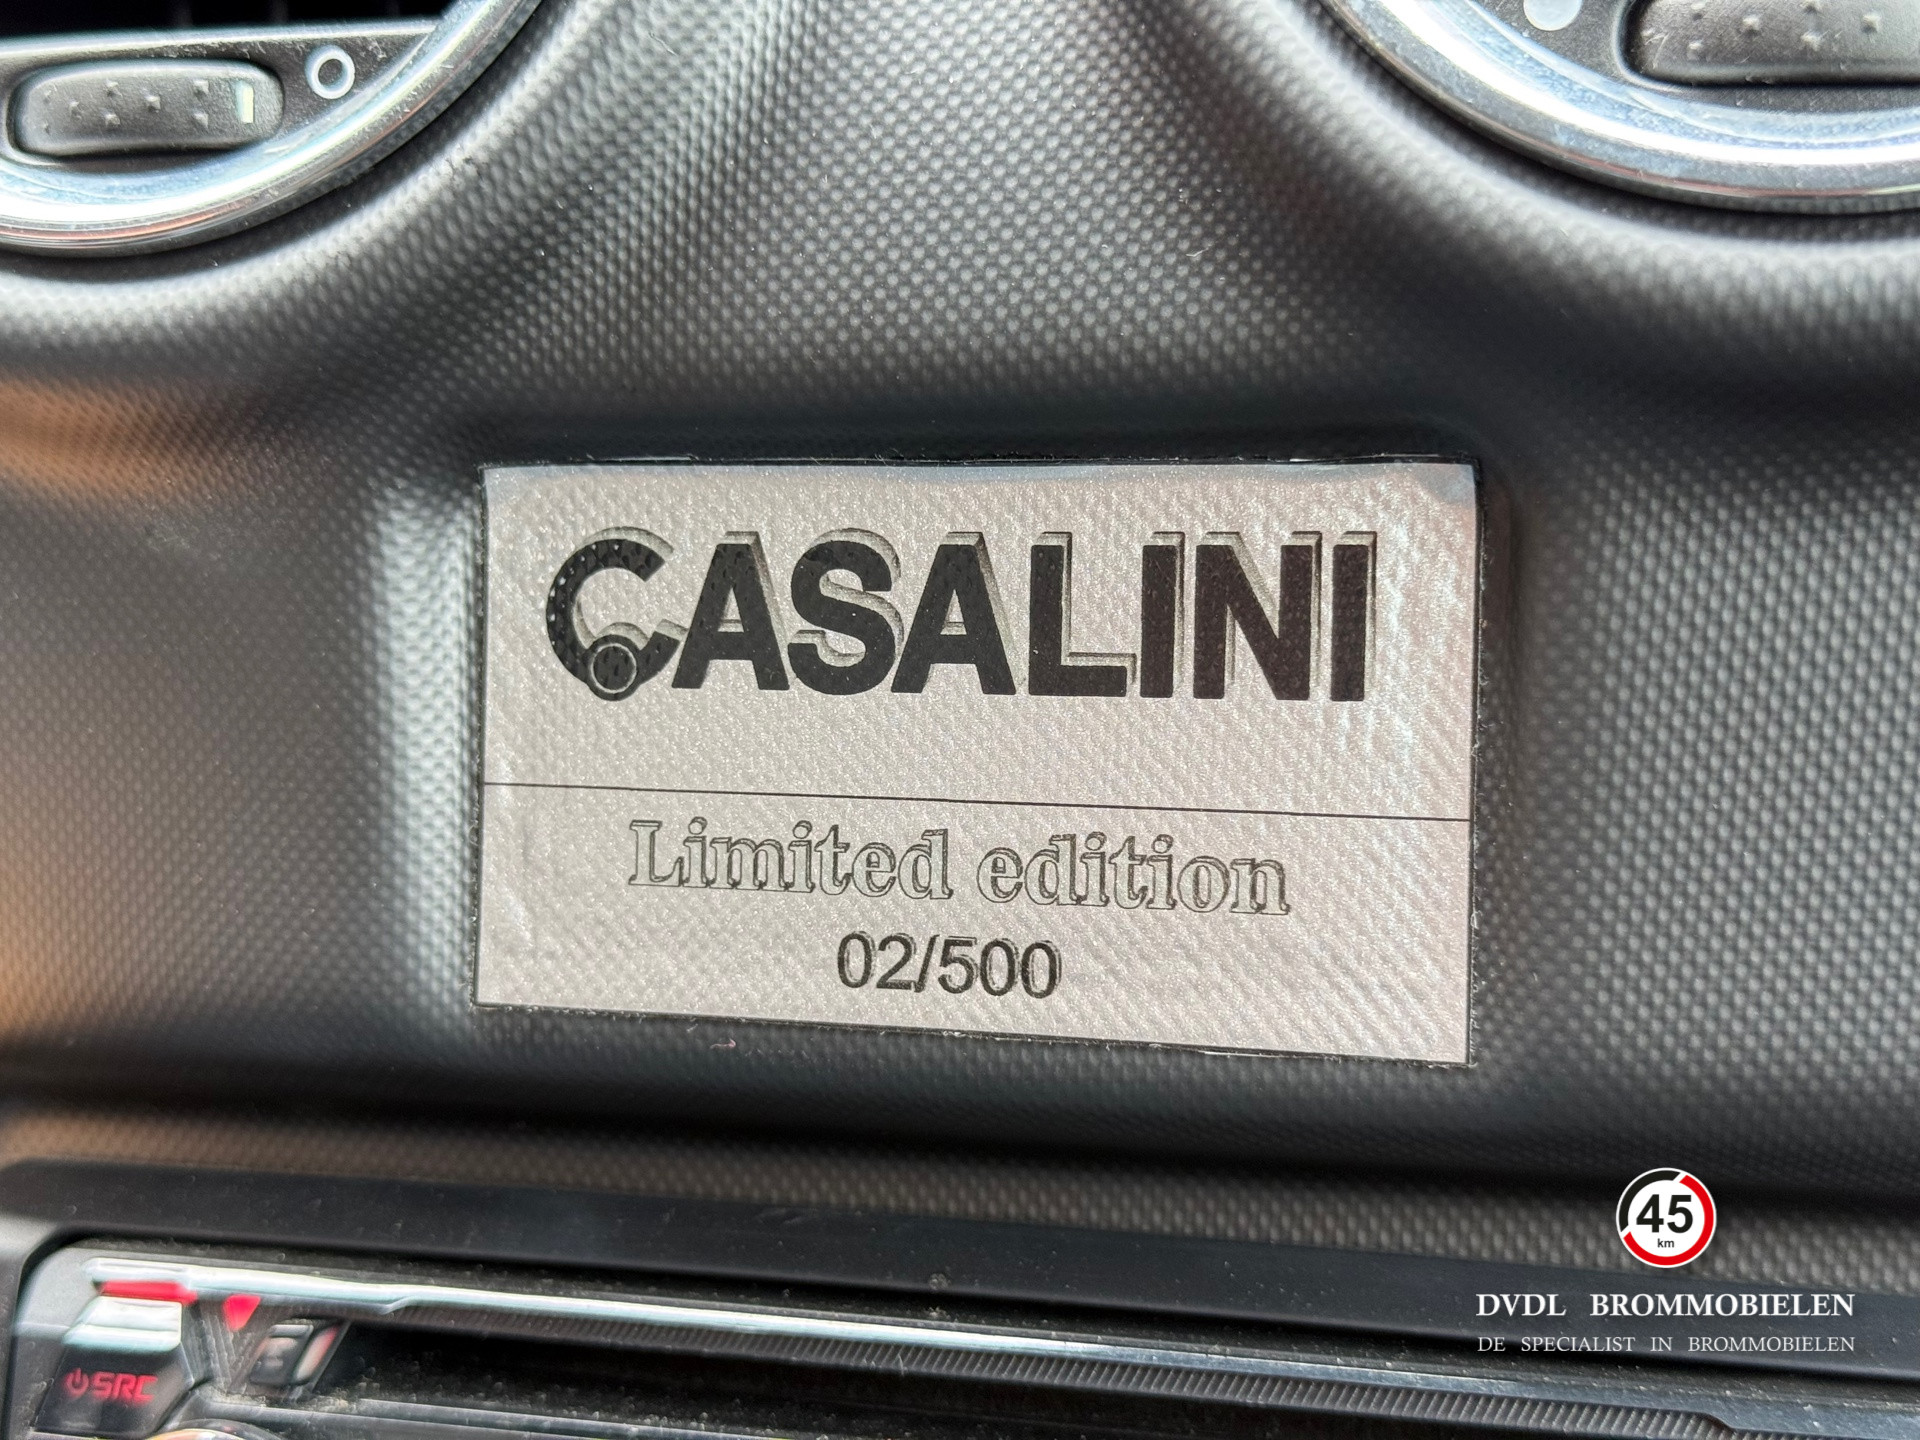 CASALINI
Limited edition
02/500
SRC
45
km
DVDL BROMMOBIELEN
DE SPECIALIST IN BROMMOBIELEN